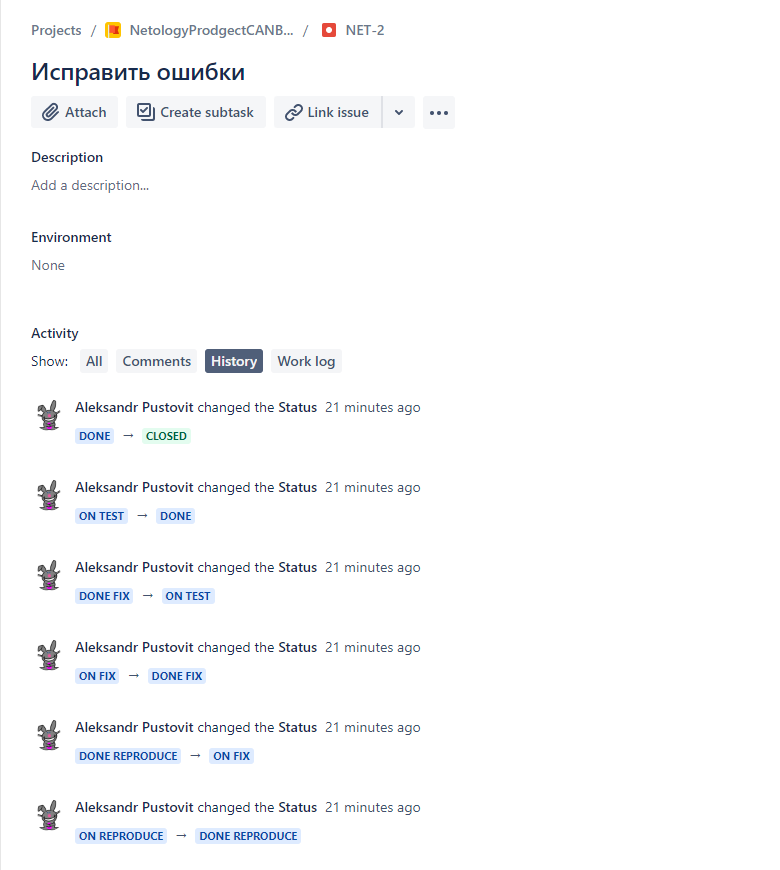 Projects / NetologyProdgectCANB... / NET-2
Исправить ошибки
Attach Create subtask Link issue
Description
Add a description...
Environment
None
Activity
Show: All Comments History Work log
Aleksandr Pustovit changed the Status 21 minutes ago
DONE → CLOSED
Aleksandr Pustovit changed the Status 21 minutes ago
ON TEST → DONE
Aleksandr Pustovit changed the Status 21 minutes ago
DONE FIX → ON TEST
Aleksandr Pustovit changed the Status 21 minutes ago
ON FIX → DONE FIX
Aleksandr Pustovit changed the Status 21 minutes ago
DONE REPRODUCE → ON FIX
Aleksandr Pustovit changed the Status 21 minutes ago
ON REPRODUCE → DONE REPRODUCE